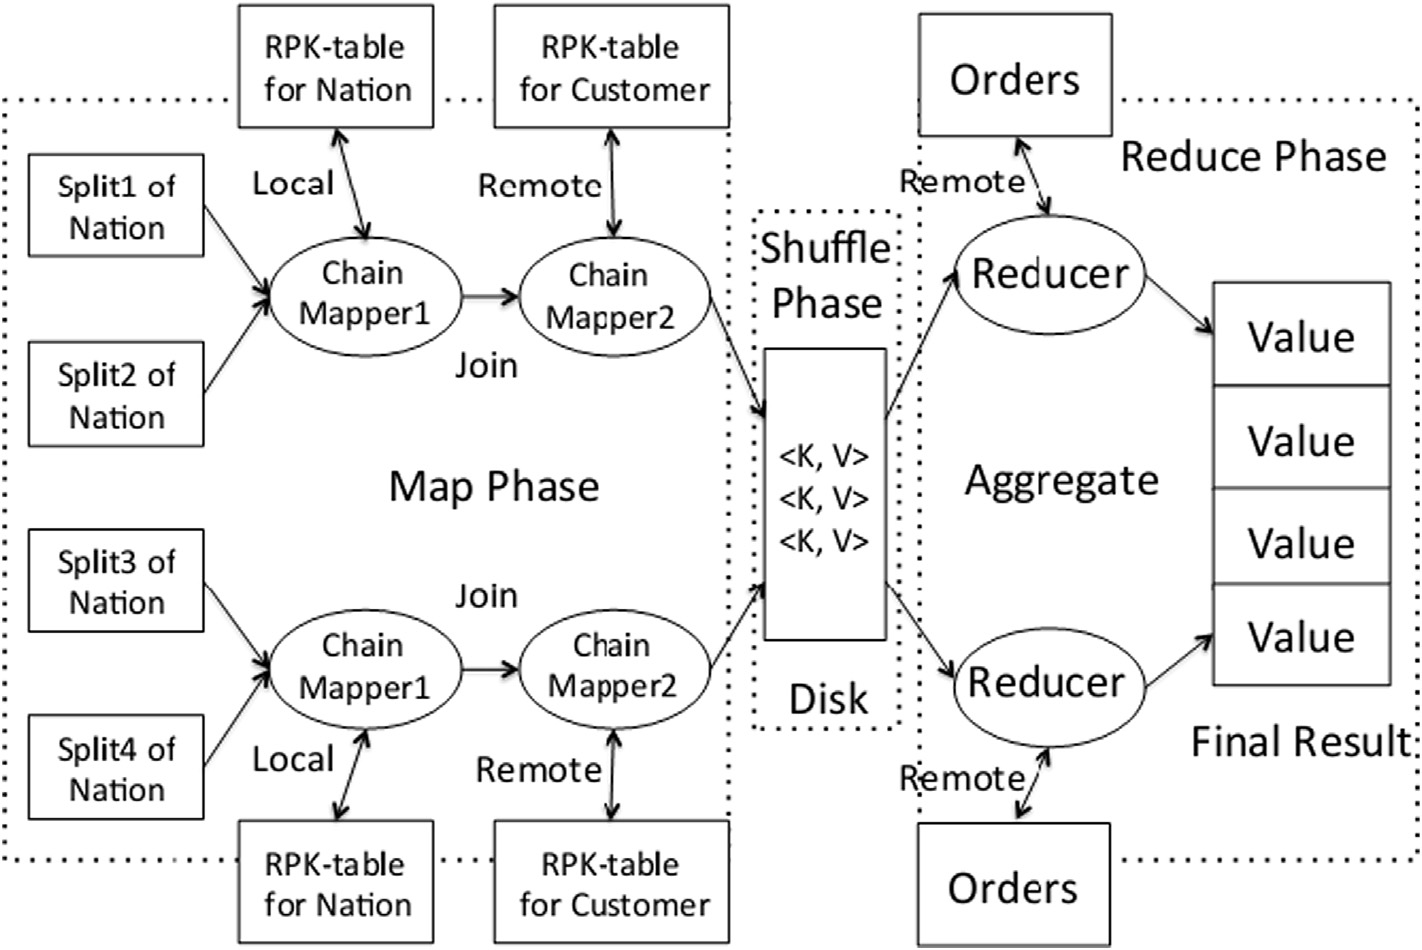 RPK-table
for Nation
RPK-table
for Customer
Orders
Split1 of
Nation
Local
Remote
Remote
Reduce Phase
Shuffle
Phase
Chain
Mapper1
Chain
Mapper2
Reducer
Join
Split2 of
Nation
Value
Value
Value
Value
<K, V>
<K, V>
<K, V>
Map Phase
Aggregate
Split3 of
Nation
Join
Chain
Mapper1
Chain
Mapper2
Reducer
Disk
Split4 of
Nation
Local
Remote
Remote
Final Result
RPK-table
for Nation
RPK-table
for Customer
Orders